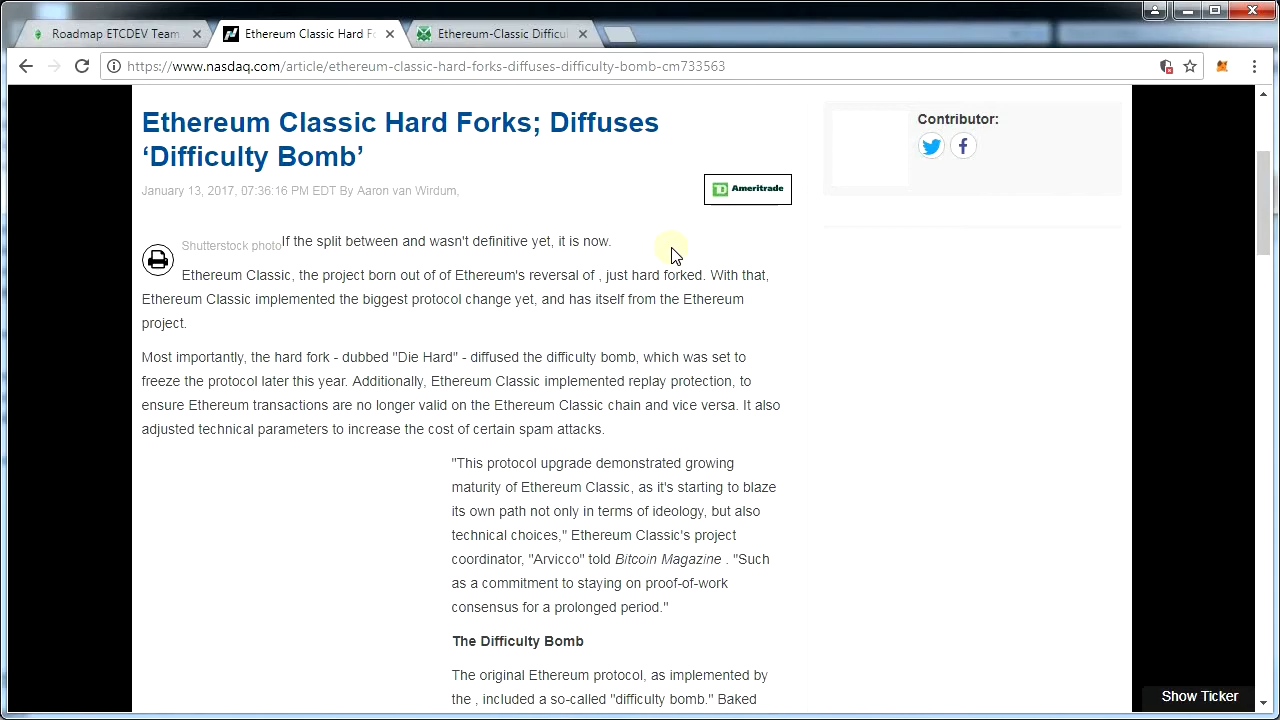 Roadmap ETCDEV Team
Ethereum Classic Hard Fo
Ethereum-Classic Difficul
https://www.nasdaq.com/article/ethereum-classic-hard-forks-diffuses-difficulty-bomb-cm733563
Ethereum Classic Hard Forks; Diffuses
‘Difficulty Bomb’
January 13, 2017, 07:36:16 PM EDT By Aaron van Wirdum,
TD Ameritrade
Contributor:
Shutterstock photoIf the split between and wasn't definitive yet, it is now.
Ethereum Classic, the project born out of of Ethereum's reversal of , just hard forked. With that,
Ethereum Classic implemented the biggest protocol change yet, and has itself from the Ethereum
project.
Most importantly, the hard fork - dubbed "Die Hard" - diffused the difficulty bomb, which was set to
freeze the protocol later this year. Additionally, Ethereum Classic implemented replay protection, to
ensure Ethereum transactions are no longer valid on the Ethereum Classic chain and vice versa. It also
adjusted technical parameters to increase the cost of certain spam attacks.
"This protocol upgrade demonstrated growing
maturity of Ethereum Classic, as it's starting to blaze
its own path not only in terms of ideology, but also
technical choices," Ethereum Classic's project
coordinator, "Arvicco" told Bitcoin Magazine . "Such
as a commitment to staying on proof-of-work
consensus for a prolonged period."
The Difficulty Bomb
The original Ethereum protocol, as implemented by
the , included a so-called "difficulty bomb." Baked
Show Ticker